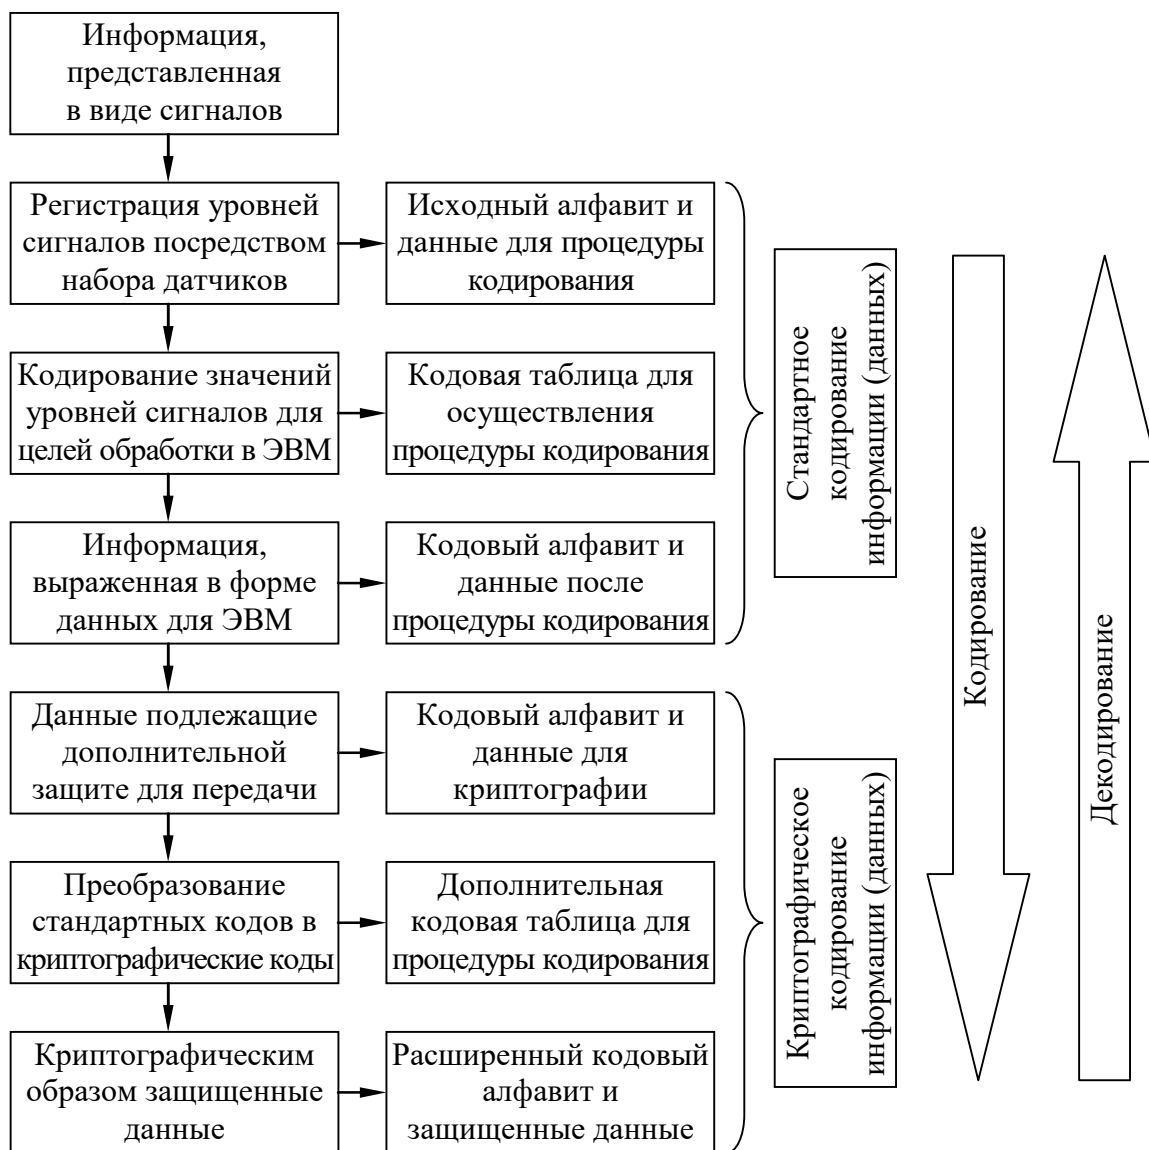 Информация,
представленная
в виде сигналов
Регистрация уровней
сигналов посредством
набора датчиков
Исходный алфавит и
данные для процедуры
кодирования
Кодирование значений
уровней сигналов для
целей обработки в ЭВМ
Кодовая таблица для
осуществления
процедуры кодирования
Информация,
выраженная в форме
данных для ЭВМ
Кодовый алфавит и
данные после
процедуры кодирования
Стандартное
кодирование
информации (данных)
Данные подлежащие
дополнительной
защите для передачи
Кодовый алфавит и
данные для
криптографии
Преобразование
стандартных кодов в
криптографические коды
Дополнительная
кодовая таблица для
процедуры кодирования
Криптографическим
образом защищенные
данные
Расширенный кодовый
алфавит и
защищенные данные
Криптографическое
кодирование
информации (данных)
Кодирование
Декодирование